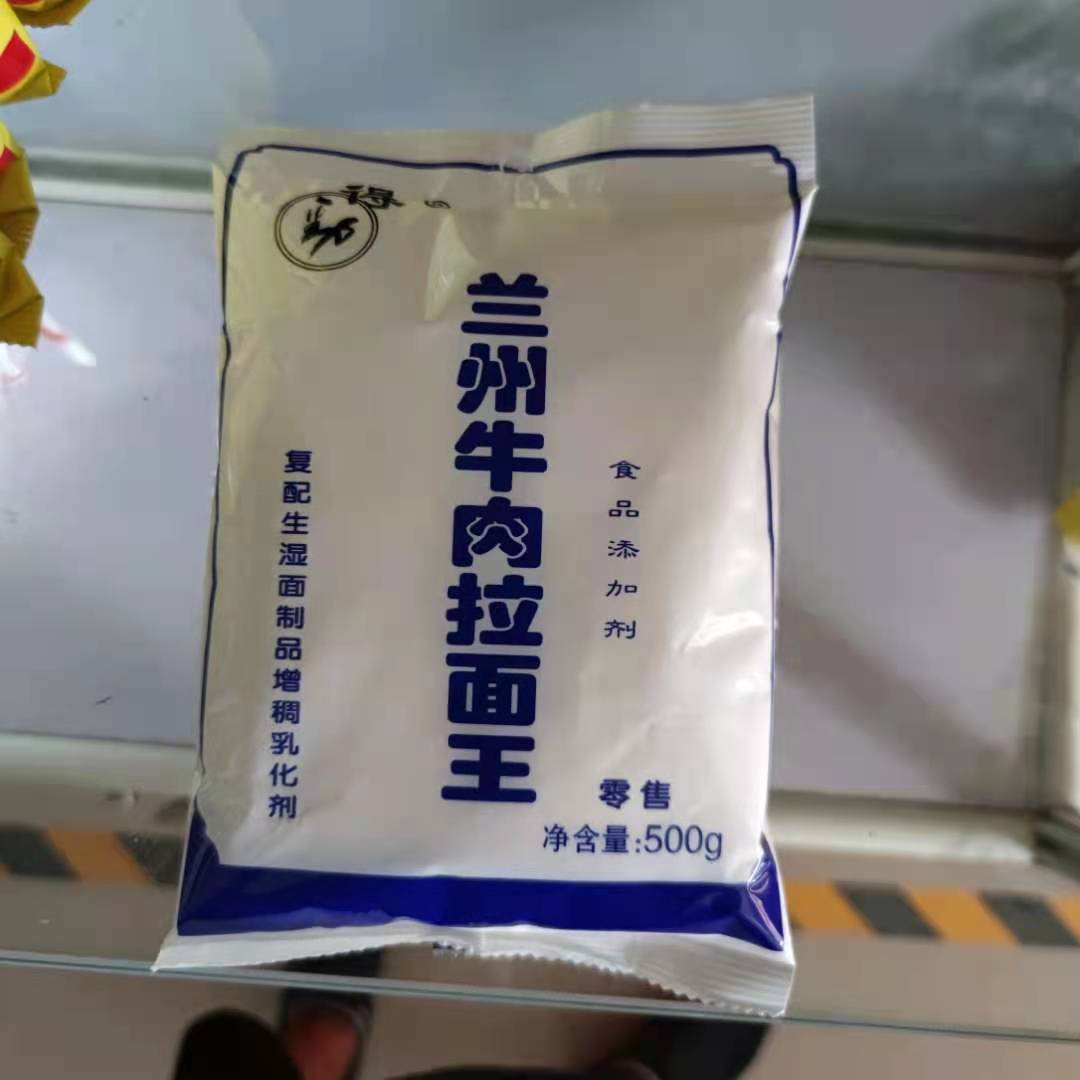 得
兰州牛肉拉面王
复配生湿面制品增稠乳化剂
食品添加剂
零售
净含量:500g